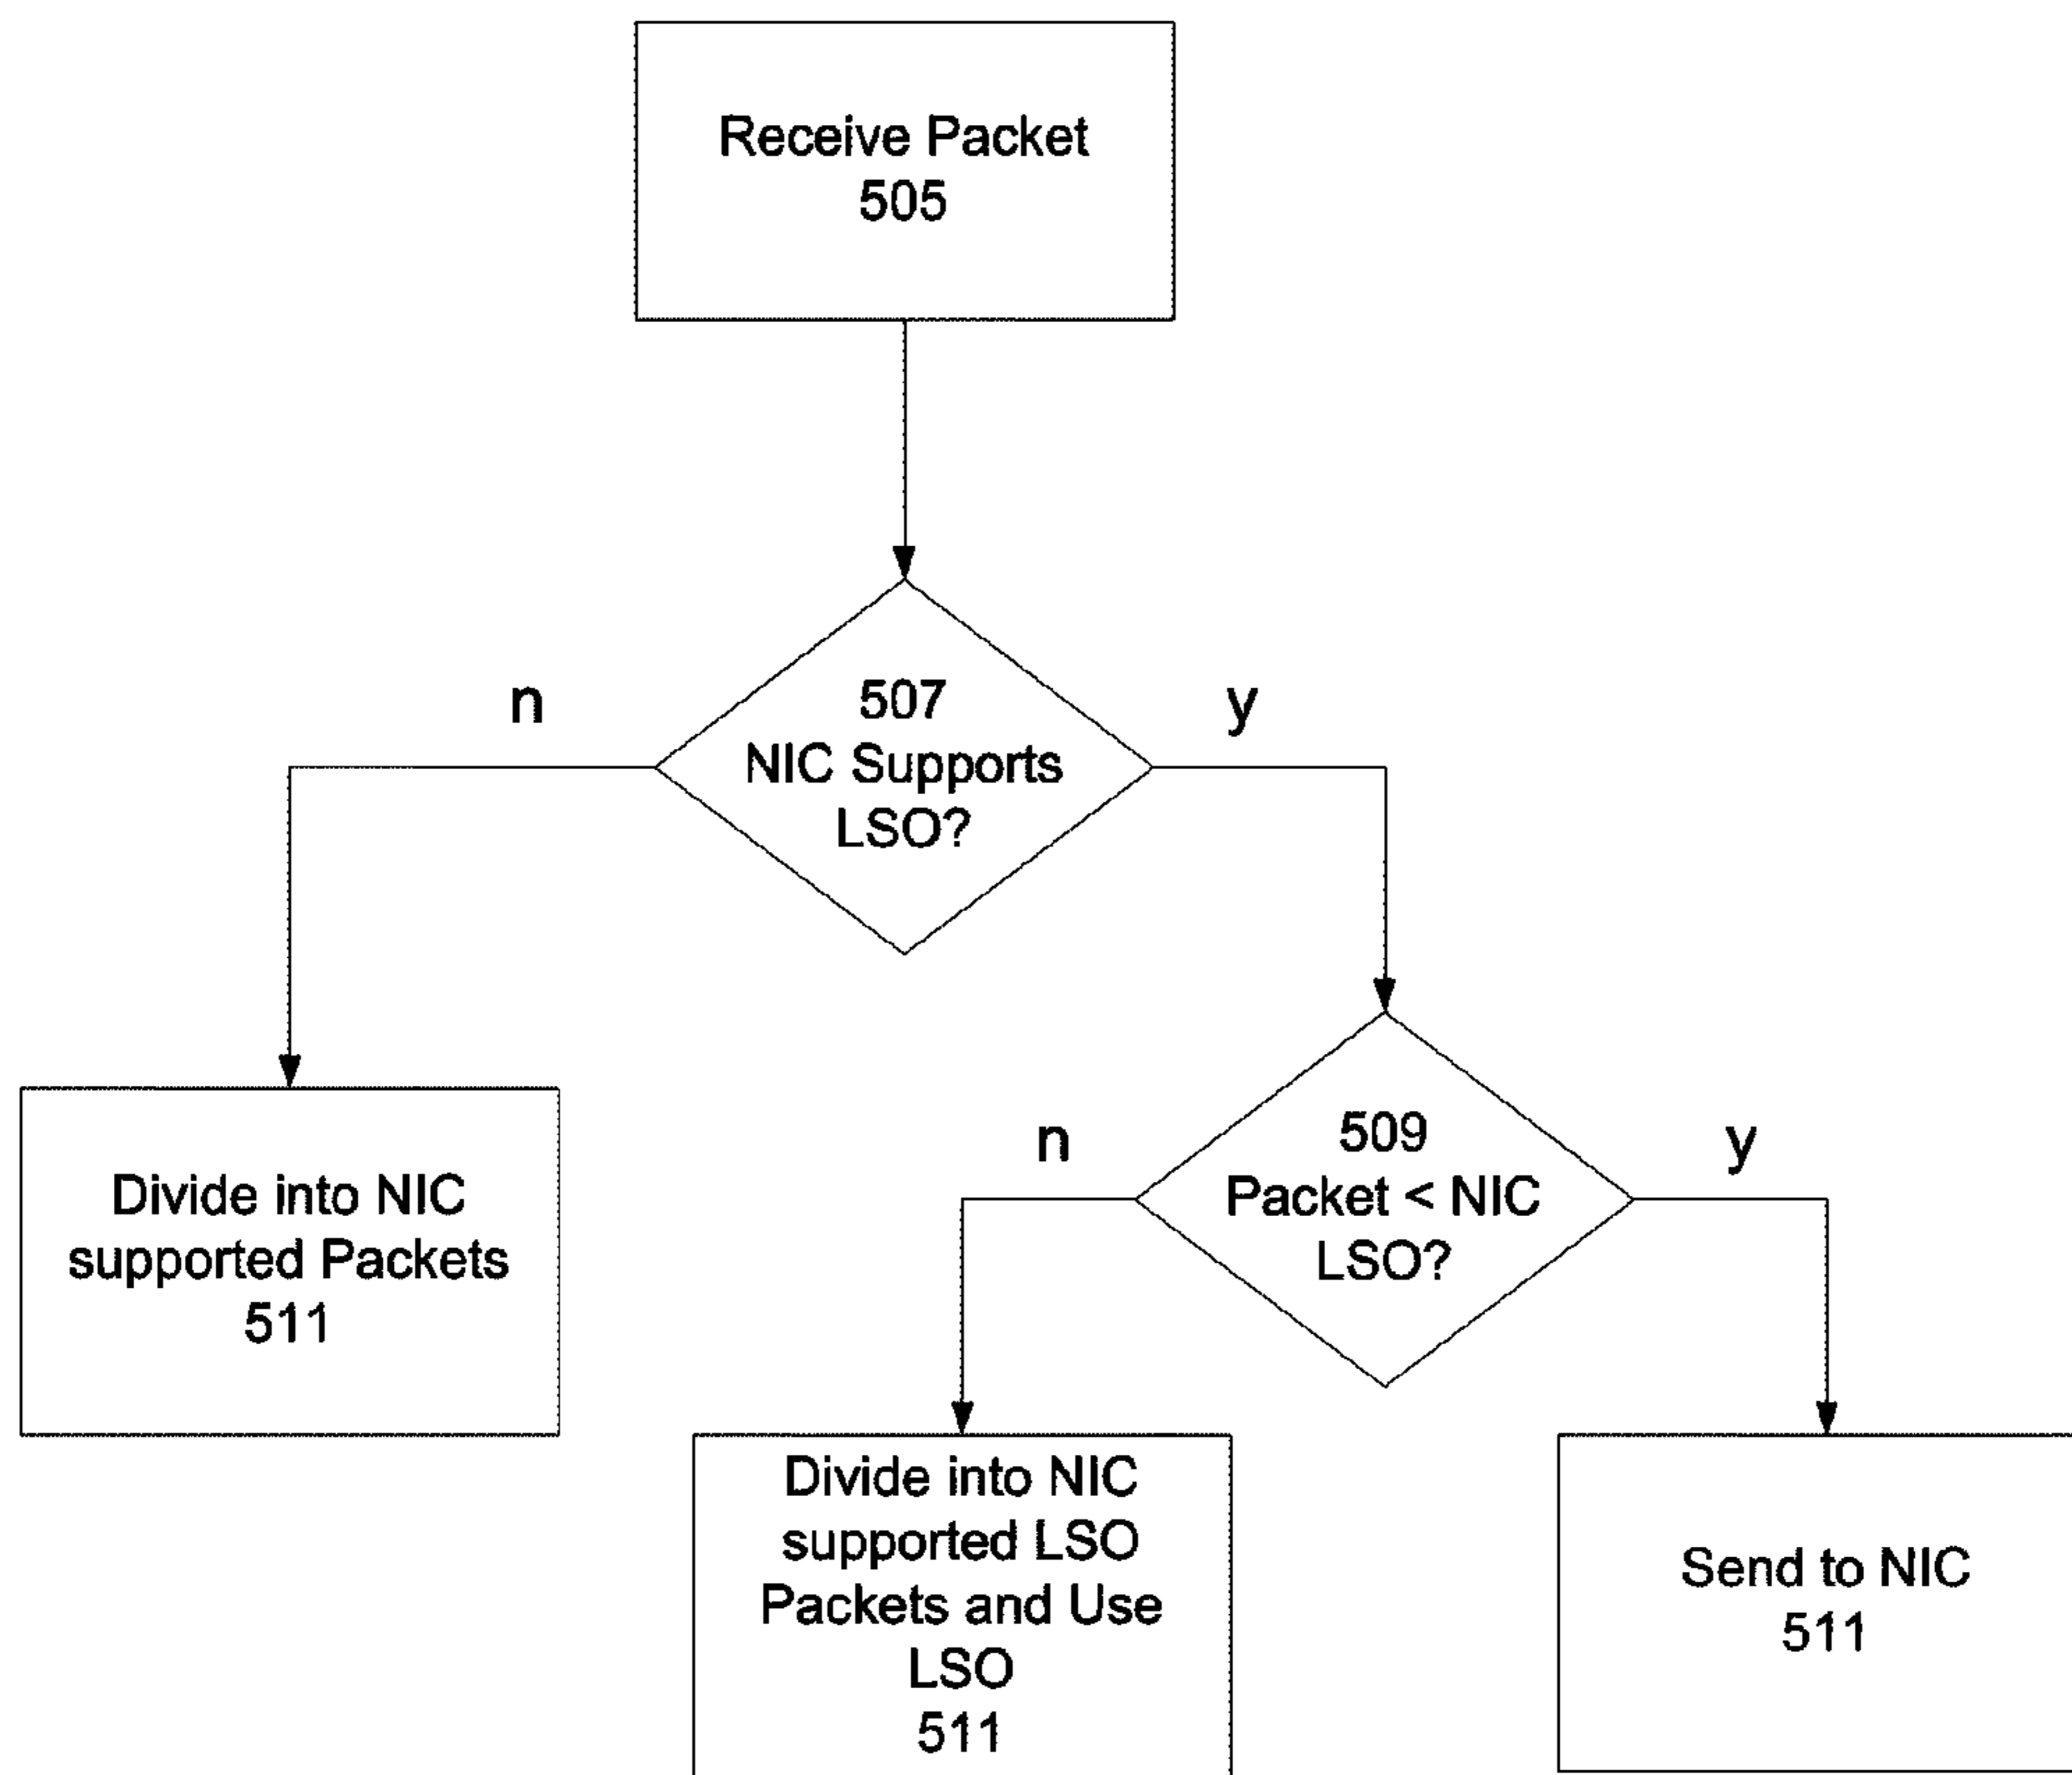 Receive Packet
505
n
y
507
NIC Supports
LSO?
n
y
509
Packet < NIC
LSO?
Divide into NIC
supported Packets
511
Divide into NIC
supported LSO
Packets and Use
LSO
511
Send to NIC
511